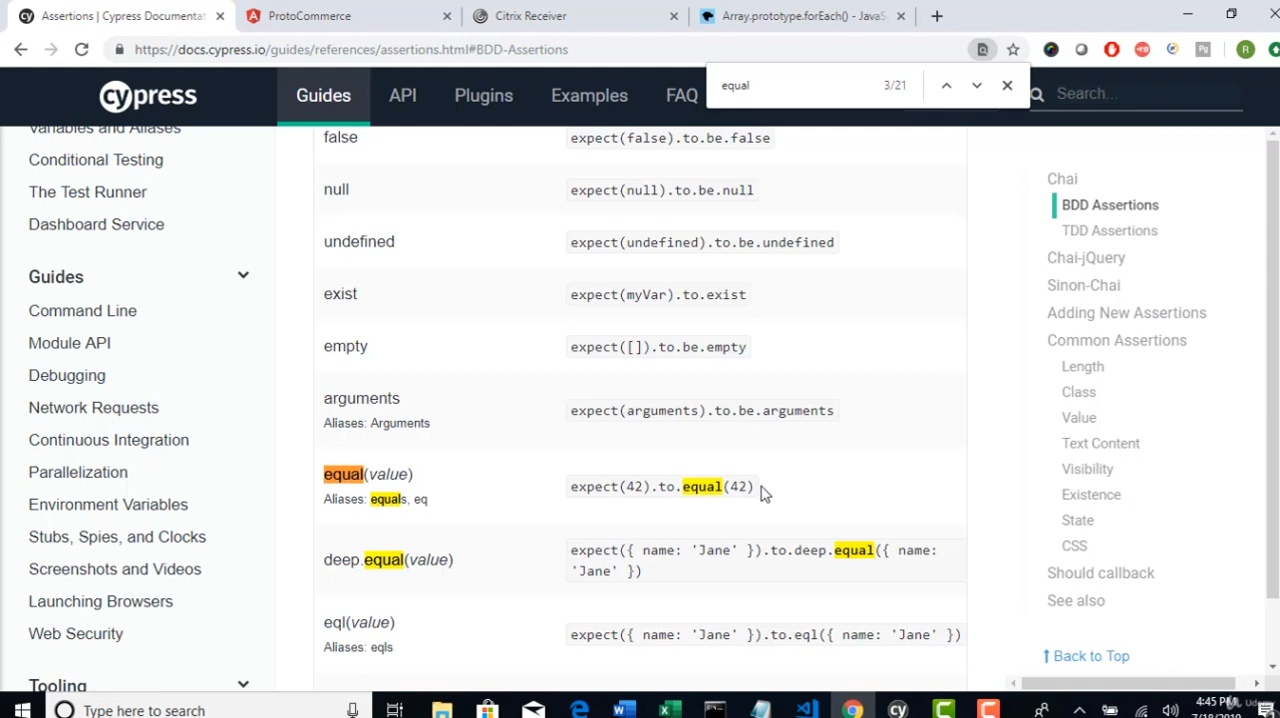 Assertions | Cypress Documentat
ProtoCommerce
Citrix Receiver
Array.prototype.forEach() - JavaS
https://docs.cypress.io/guides/references/assertions.html#BDD-Assertions
R
cypress
Guides
API
Plugins
Examples
FAQ
equal
3/21
Search...
Variables and Aliases
Conditional Testing
The Test Runner
Dashboard Service
Guides
Command Line
Module API
Debugging
Network Requests
Continuous Integration
Parallelization
Environment Variables
Stubs, Spies, and Clocks
Screenshots and Videos
Launching Browsers
Web Security
Tooling
false
expect(false).to.be.false
null
expect(null).to.be.null
undefined
expect(undefined).to.be.undefined
exist
expect(myVar).to.exist
empty
expect([]).to.be.empty
arguments
Aliases: Arguments
expect(arguments).to.be.arguments
equal(value)
Aliases: equals, eq
expect(42).to.equal(42)
deep.equal(value)
expect({ name: 'Jane' }).to.deep.equal({ name:
'Jane' })
eql(value)
Aliases: eqls
expect({ name: 'Jane' }).to.eql({ name: 'Jane' })
Chai
BDD Assertions
TDD Assertions
Chai-jQuery
Sinon-Chai
Adding New Assertions
Common Assertions
Length
Class
Value
Text Content
Visibility
Existence
State
CSS
Should callback
See also
Back to Top
Type here to search
cy
4:45 PM